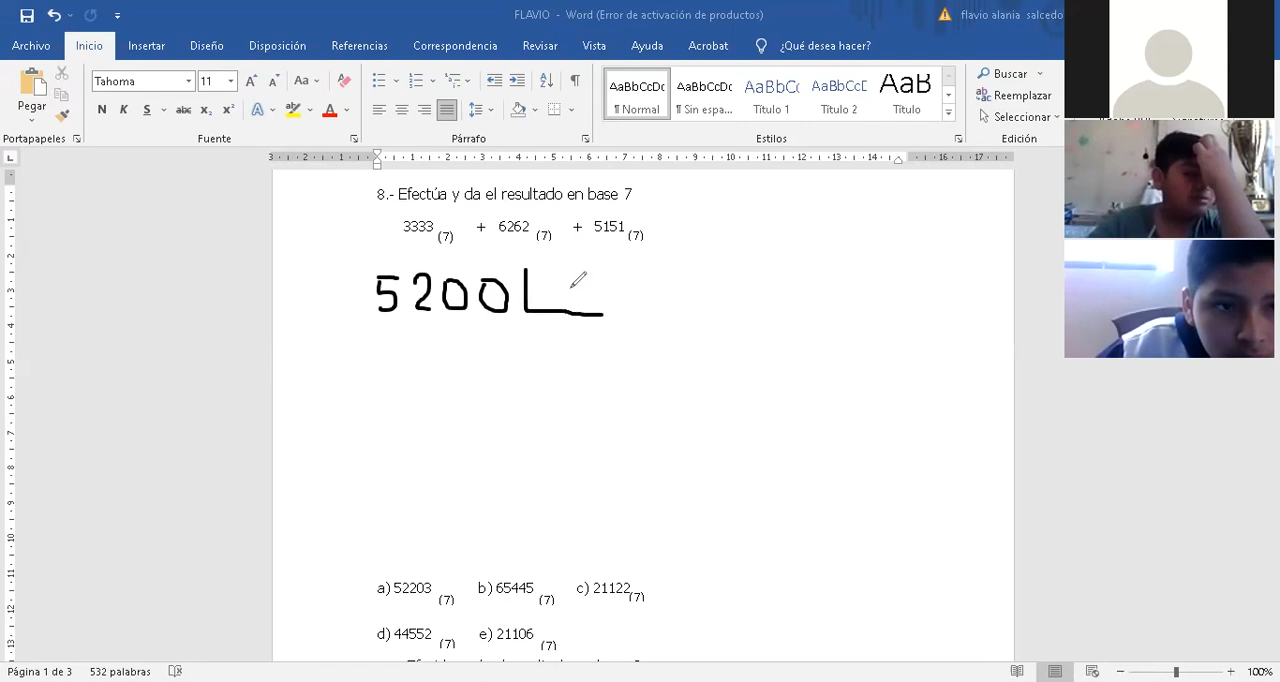 FLAVIO - Word (Error de activación de productos)
flavio alania salcedo
Archivo Inicio Insertar Diseño Disposición Referencias Correspondencia Revisar Vista Ayuda Acrobat ¿Qué desea hacer?
Pegar
Tahoma 11
Portapapeles Fuente Párrafo Estilos Edición
AaBbCcDc AaBbCcDc AaBbCc AaBbCcE AaB
¶ Normal ¶ Sin espa... Título 1 Título 2 Título
Buscar
Reemplazar
Seleccionar
8.- Efectúa y da el resultado en base 7
3333 (7) + 6262 (7) + 5151 (7)
5200
a) 52203 (7) b) 65445 (7) c) 21122 (7)
d) 44552 (7) e) 21106 (7)
Página 1 de 3 532 palabras 100%